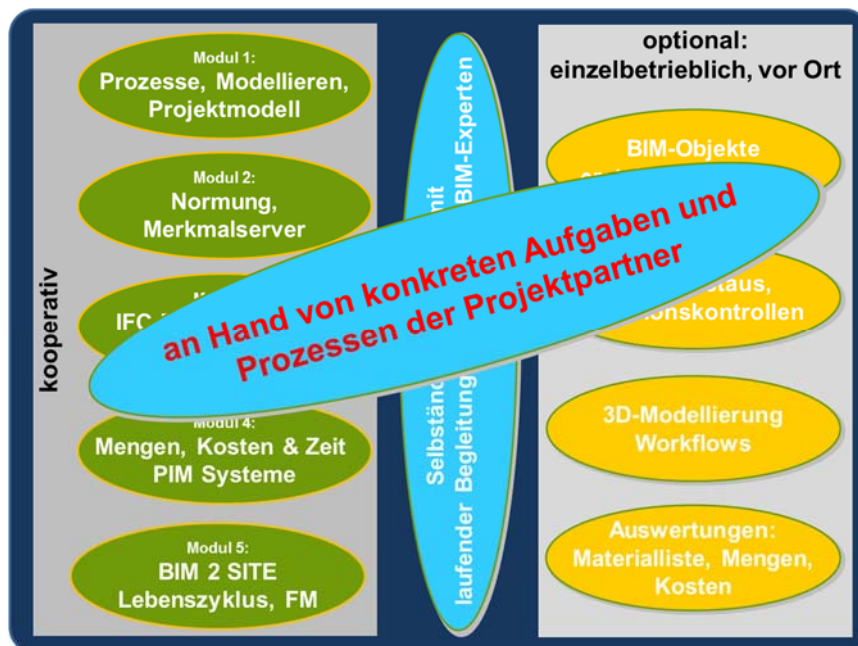 Modul 1:
Prozesse, Modellieren,
Projektmodell
Modul 2:
Normung,
Merkmalserver
IFC
Modul 4:
Mengen, Kosten & Zeit
PIM Systeme
Modul 5:
BIM 2 SITE
Lebenszyklus, FM
kooperativ
mit
laufender Begleitung BIM-Experten
optional:
einzelbetrieblich, vor Ort
BIM-Objekte
3D-Modellierung
Workflows
Auswertungen:
Materialliste, Mengen,
Kosten
an Hand von konkreten Aufgaben und
Prozessen der Projektpartner